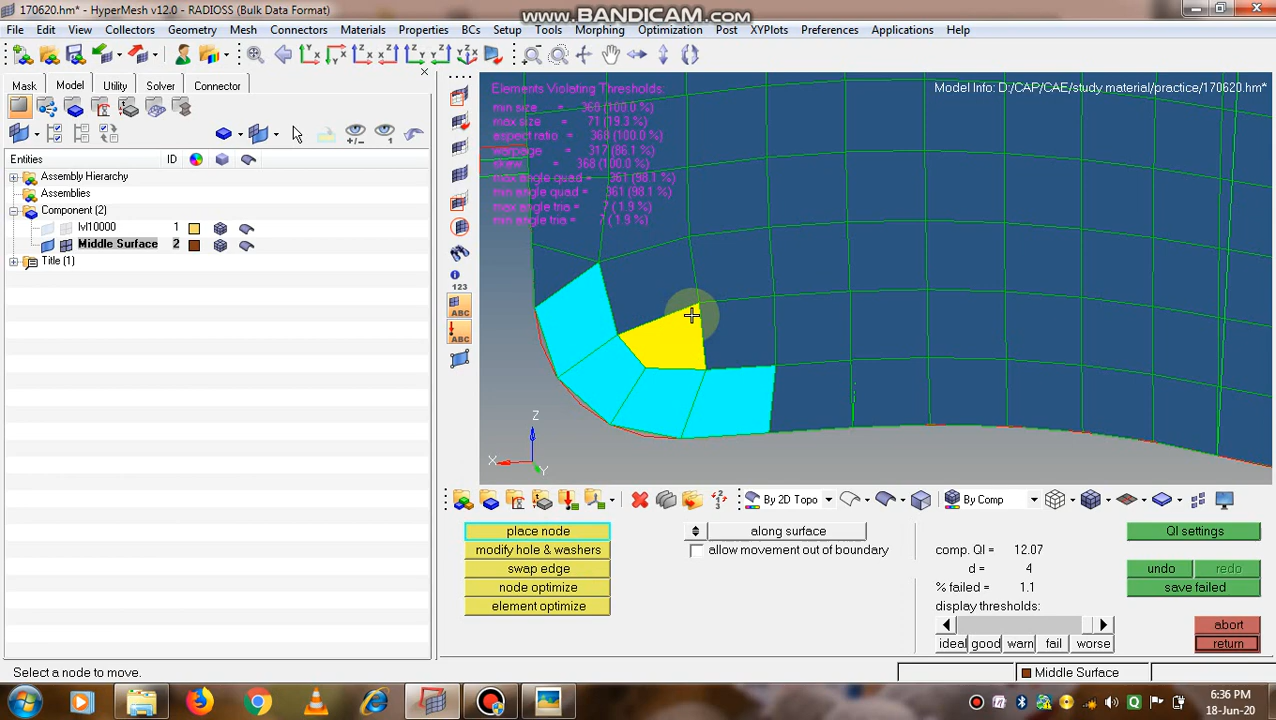 170620.hm* - HyperMesh v12.0 - RADIOSS (Bulk Data Format)
www.BANDICAM.com
File Edit View Collectors Geometry Mesh Connectors Materials Properties BCs Setup Tools Morphing Optimization Post XYPlots Preferences Applications Help
Mask Model Utility Solver Connector
Entities ID
Assembly Hierarchy
Assemblies
Component (2)
lvl10000 1
Middle Surface 2
Title (1)
123
ABC
ABC
Elements Violating Thresholds:
min size = 368 (100.0 %)
max size = 71 (19.3 %)
aspect ratio = 368 (100.0 %)
warpage = 317 (86.1 %)
skew = 368 (100.0 %)
max angle quad = 361 (98.1 %)
min angle quad = 361 (98.1 %)
max angle tria = 7 (1.9 %)
min angle tria = 7 (1.9 %)
Model Info: D:/CAP/CAE/study material/practice/170620.hm*
Z
X
Y
By 2D Topo
By Comp
place node
modify hole & washers
swap edge
node optimize
element optimize
along surface
allow movement out of boundary
comp. QI = 12.07
d = 4
% failed = 1.1
display thresholds:
ideal good warn fail worse
QI settings
undo redo
save failed
abort
return
Select a node to move.
Middle Surface
6:36 PM
18-Jun-20